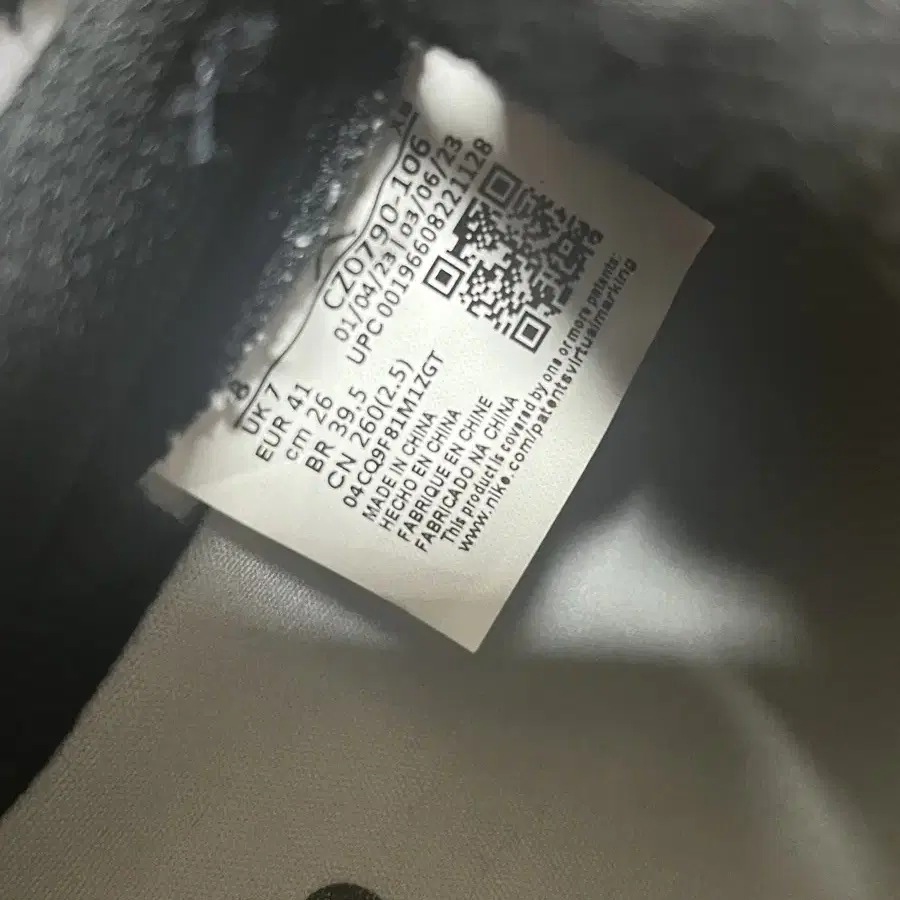 8
UK 7
EUR 41
cm 26
BR 39.5
CN 260(2.5)
04CQ9F81M1ZGT
MADE IN CHINA
HECHO EN CHINA
FABRIQUE EN CHINE
FABRICADO NA CHINA
This product is covered by one or more patents:
www.nike.com/patentsvirtualmarking
CZ0790-106
01/04/23 | 03/06/23
UPC 00196608221128